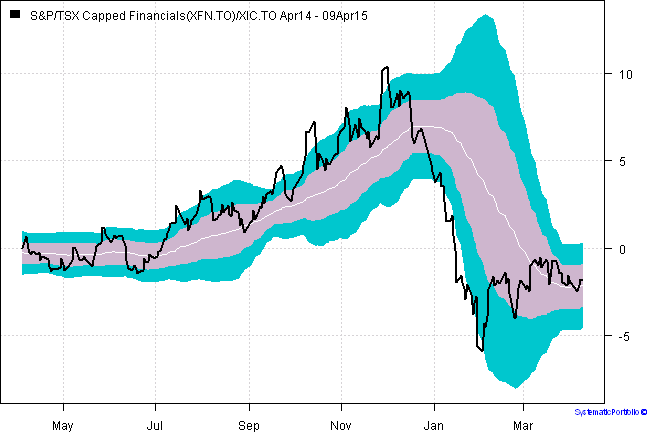 S&P/TSX Capped Financials(XFN.TO)/XIC.TO Apr14 - 09Apr15
10
5
0
-5
May Jul Sep Nov Jan Mar
SystematicPortfolio ©